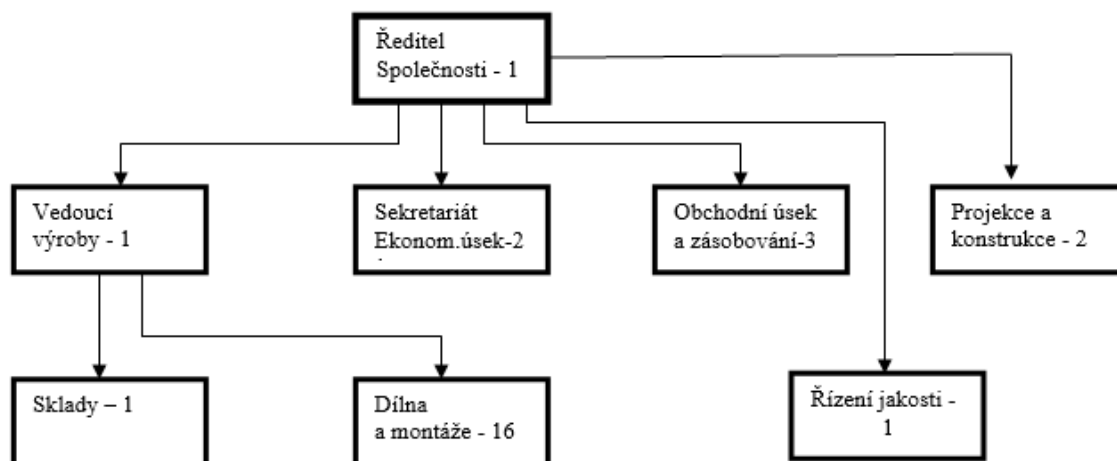 Ředitel
Společnosti - 1
Vedoucí
výroby - 1
Sekretariát
Ekonom.úsek-2
Obchodní úsek
a zásobování-3
Projekce a
konstrukce - 2
Sklady – 1
Dílna
a montáže - 16
Řízení jakosti -
1